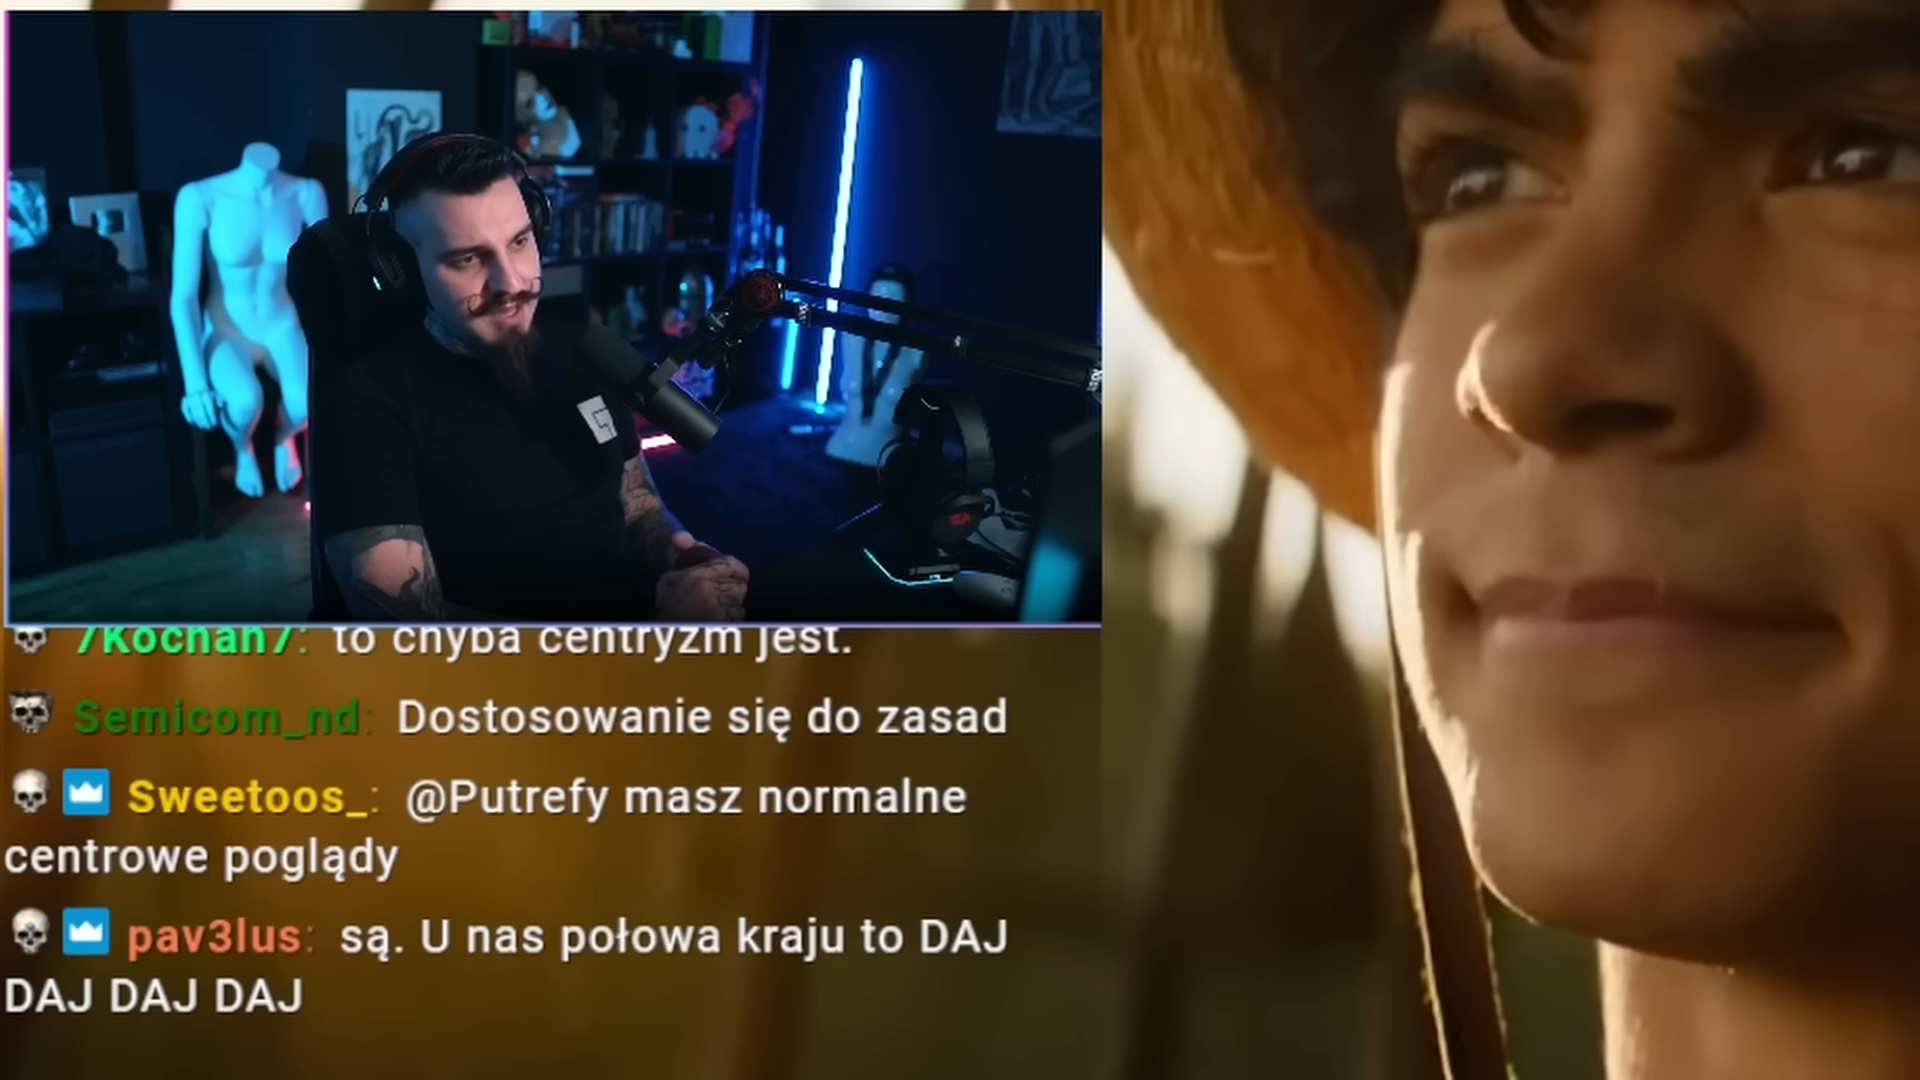 7Kochan7: to chyba centryzm jest.
Semicom_nd: Dostosowanie się do zasad
Sweetoos_: @Putrefy masz normalne
centrowe poglądy
pav3lus: są. U nas połowa kraju to DAJ
DAJ DAJ DAJ